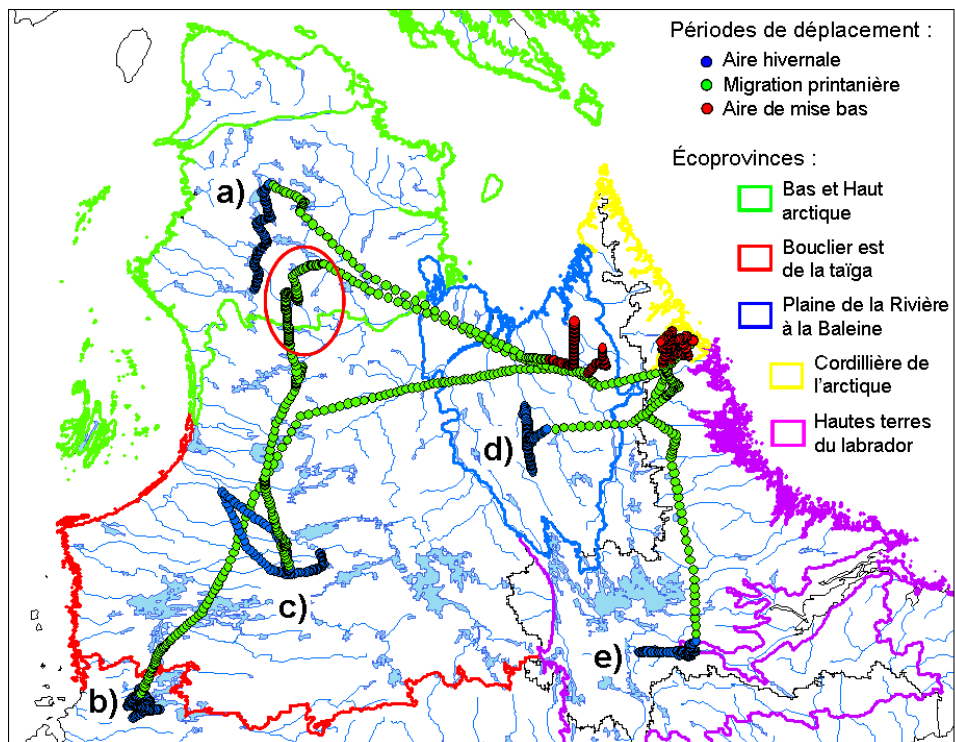 Périodes de déplacement :
Aire hivernale
Migration printanière
Aire de mise bas
Écoprovinces :
Bas et Haut
arctique
Bouclier est
de la taïga
Plaine de la Rivière
à la Baleine
Cordillière de
l'arctique
Hautes terres
du labrador
a)
b)
c)
d)
e)